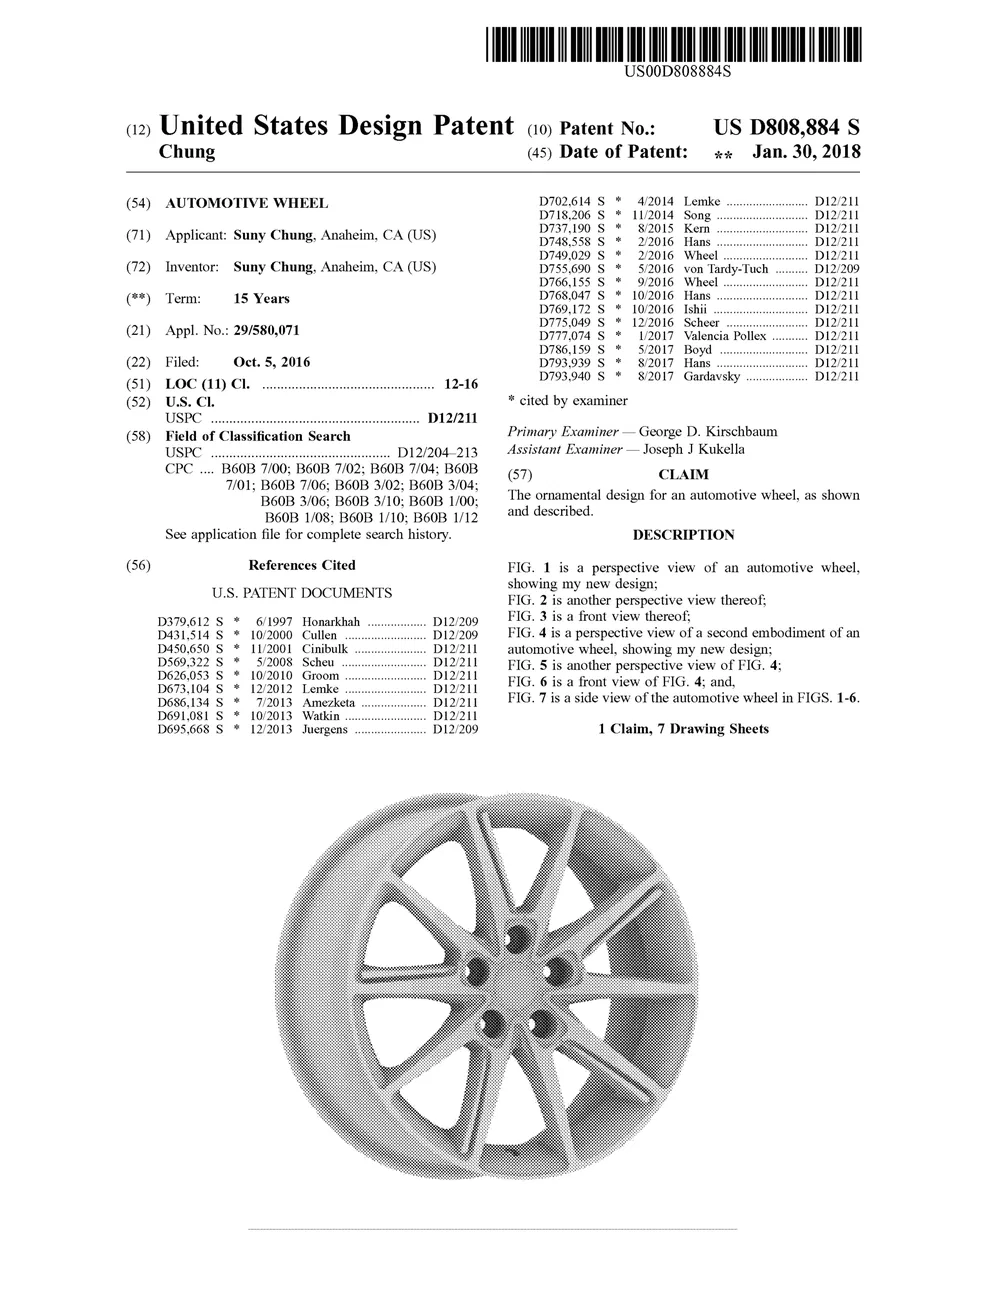 US00D808884S
(12) United States Design Patent
Chung
(10) Patent No.: US D808,884 S
(45) Date of Patent: ** Jan. 30, 2018
(54) AUTOMOTIVE WHEEL
(71) Applicant: Suny Chung, Anaheim, CA (US)
(72) Inventor: Suny Chung, Anaheim, CA (US)
(**) Term: 15 Years
(21) Appl. No.: 29/580,071
(22) Filed: Oct. 5, 2016
(51) LOC (11) Cl. ............................................... 12-16
(52) U.S. Cl.
USPC ......................................................... D12/211
(58) Field of Classification Search
USPC ................................................. D12/204–213
CPC .... B60B 7/00; B60B 7/02; B60B 7/04; B60B
7/01; B60B 7/06; B60B 3/02; B60B 3/04;
B60B 3/06; B60B 3/10; B60B 1/00;
B60B 1/08; B60B 1/10; B60B 1/12
See application file for complete search history.
(56) References Cited
U.S. PATENT DOCUMENTS
D379,612 S * 6/1997 Honarkhah .................. D12/209
D431,514 S * 10/2000 Cullen ......................... D12/209
D450,650 S * 11/2001 Cinibulk ...................... D12/211
D569,322 S * 5/2008 Scheu .......................... D12/211
D626,053 S * 10/2010 Groom ......................... D12/211
D673,104 S * 12/2012 Lemke ......................... D12/211
D686,134 S * 7/2013 Amezketa .................... D12/211
D691,081 S * 10/2013 Watkin ......................... D12/211
D695,668 S * 12/2013 Juergens ...................... D12/209
D702,614 S * 4/2014 Lemke ......................... D12/211
D718,206 S * 11/2014 Song ............................ D12/211
D737,190 S * 8/2015 Kern ............................ D12/211
D748,558 S * 2/2016 Hans ............................ D12/211
D749,029 S * 2/2016 Wheel .......................... D12/211
D755,690 S * 5/2016 von Tardy-Tuch .......... D12/209
D766,155 S * 9/2016 Wheel .......................... D12/211
D768,047 S * 10/2016 Hans ............................ D12/211
D769,172 S * 10/2016 Ishii ............................. D12/211
D775,049 S * 12/2016 Scheer ......................... D12/211
D777,074 S * 1/2017 Valencia Pollex ........... D12/211
D786,159 S * 5/2017 Boyd ........................... D12/211
D793,939 S * 8/2017 Hans ............................ D12/211
D793,940 S * 8/2017 Gardavsky ................... D12/211
* cited by examiner
Primary Examiner — George D. Kirschbaum
Assistant Examiner — Joseph J Kukella
(57) CLAIM
The ornamental design for an automotive wheel, as shown
and described.
DESCRIPTION
FIG. 1 is a perspective view of an automotive wheel,
showing my new design;
FIG. 2 is another perspective view thereof;
FIG. 3 is a front view thereof;
FIG. 4 is a perspective view of a second embodiment of an
automotive wheel, showing my new design;
FIG. 5 is another perspective view of FIG. 4;
FIG. 6 is a front view of FIG. 4; and,
FIG. 7 is a side view of the automotive wheel in FIGS. 1-6.
1 Claim, 7 Drawing Sheets